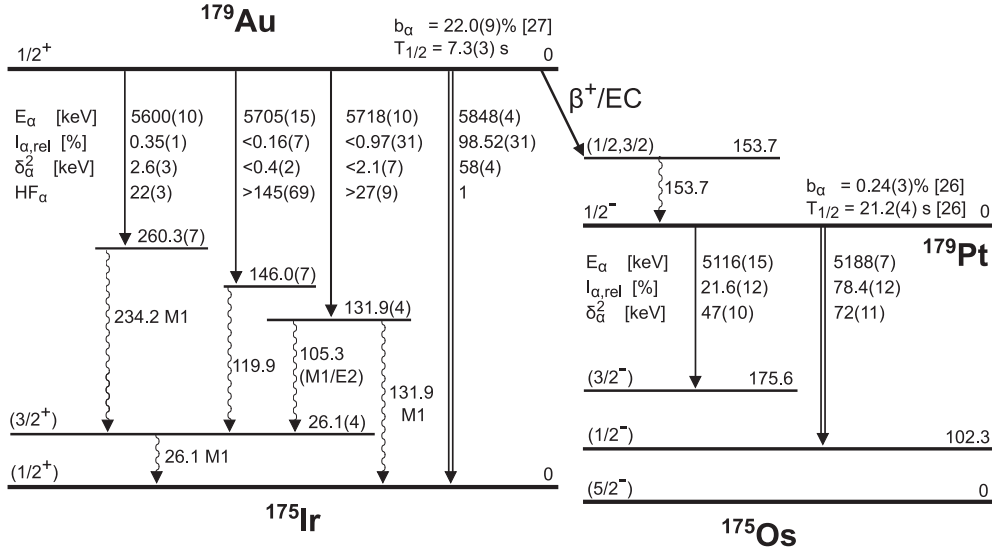 ¹⁷⁹Au
bα = 22.0(9)% [27]
T1/2 = 7.3(3) s
1/2⁺ 0
β⁺/EC
Eα [keV] 5600(10) 5705(15) 5718(10) 5848(4)
Iα,rel [%] 0.35(1) <0.16(7) <0.97(31) 98.52(31)
δ²α [keV] 2.6(3) <0.4(2) <2.1(7) 58(4)
HFα 22(3) >145(69) >27(9) 1
(1/2,3/2) 153.7
153.7
bα = 0.24(3)% [26]
T1/2 = 21.2(4) s [26]
1/2⁻ 0
¹⁷⁹Pt
Eα [keV] 5116(15) 5188(7)
Iα,rel [%] 21.6(12) 78.4(12)
δ²α [keV] 47(10) 72(11)
260.3(7)
146.0(7)
131.9(4)
234.2 M1
119.9
105.3
(M1/E2)
131.9
M1
(3/2⁺) 26.1(4)
26.1 M1
(1/2⁺) 0
¹⁷⁵Ir
(3/2⁻) 175.6
(1/2⁻) 102.3
(5/2⁻) 0
¹⁷⁵Os